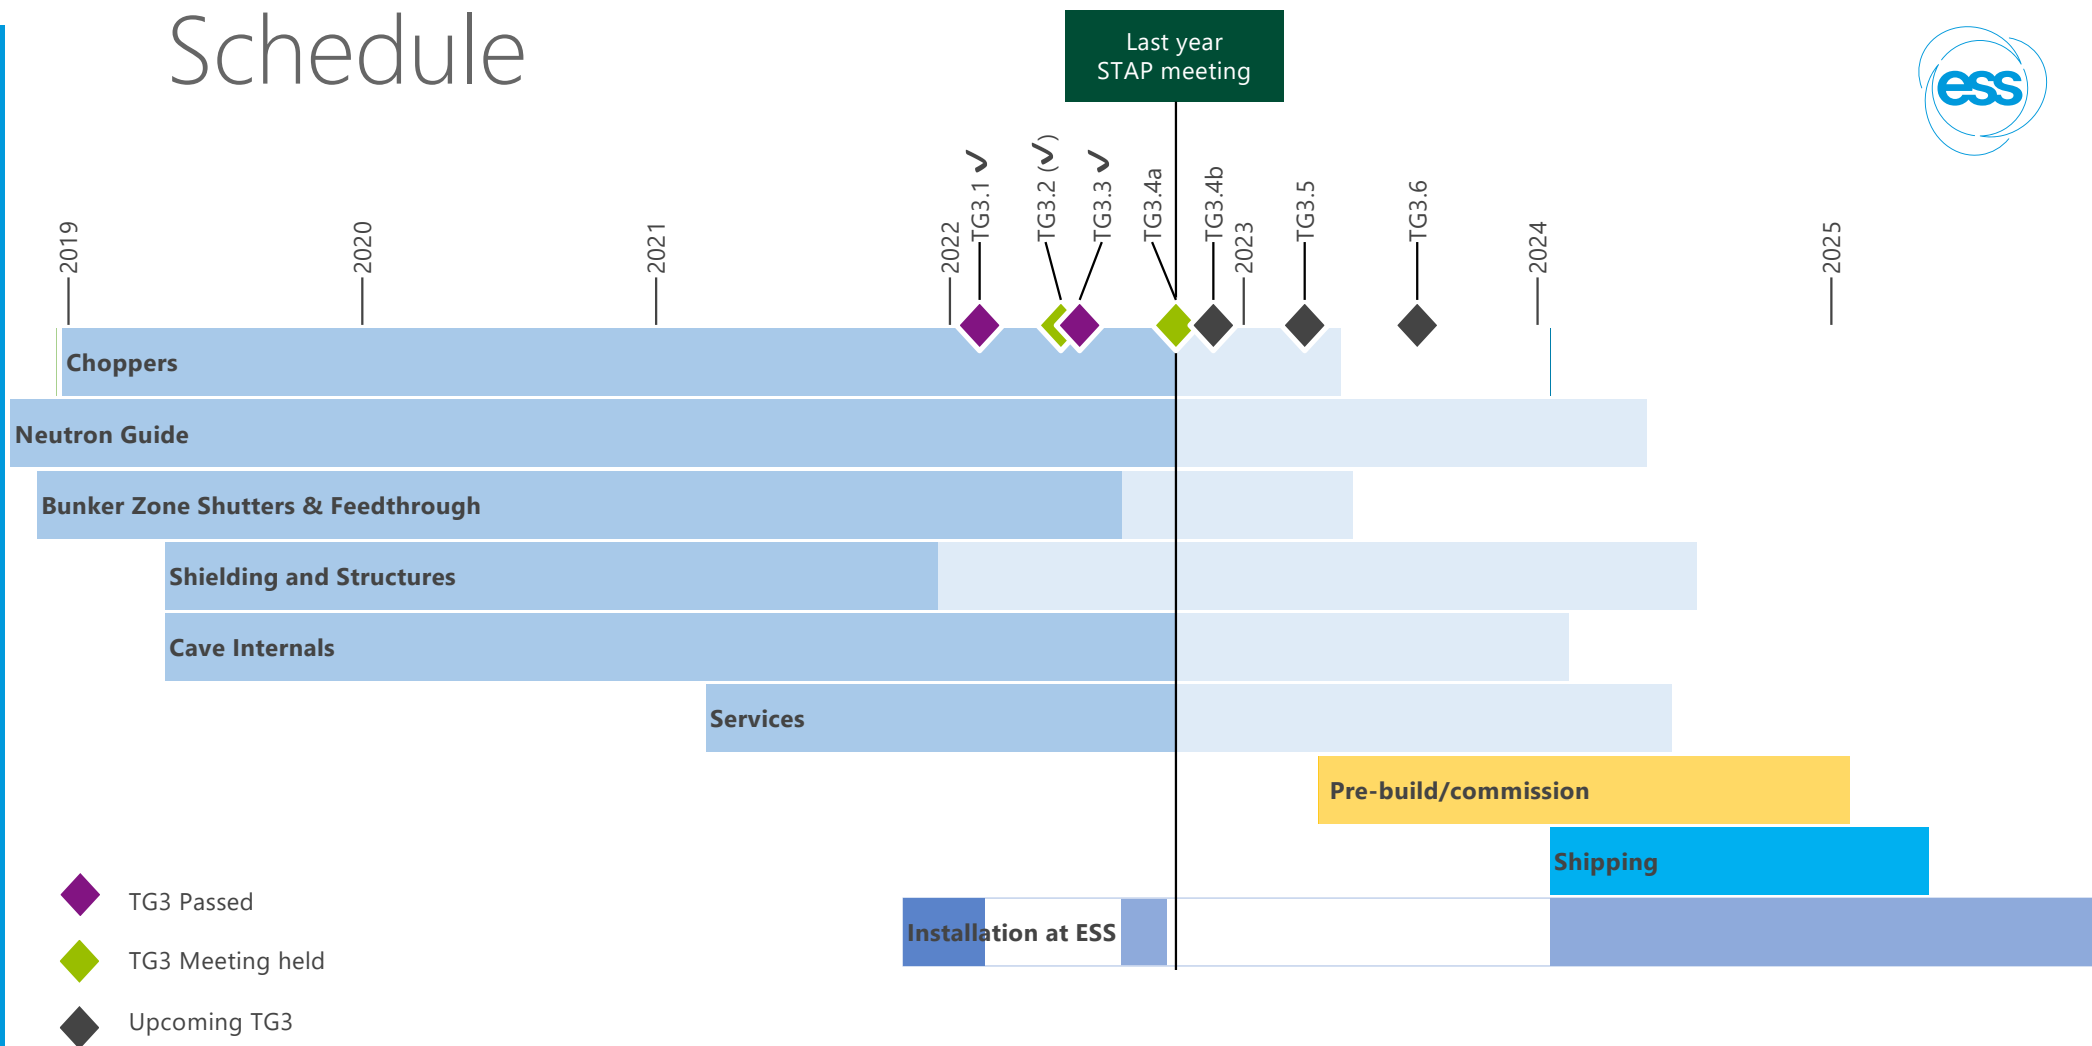 Schedule
Last year
STAP meeting
ess
TG3.1 ✔
TG3.2 (✔)
TG3.3 ✔
TG3.4a
TG3.4b
TG3.5
TG3.6
2019
2020
2021
2022
2023
2024
2025
Choppers
Neutron Guide
Bunker Zone Shutters & Feedthrough
Shielding and Structures
Cave Internals
Services
Pre-build/commission
Shipping
Installation at ESS
TG3 Passed
TG3 Meeting held
Upcoming TG3